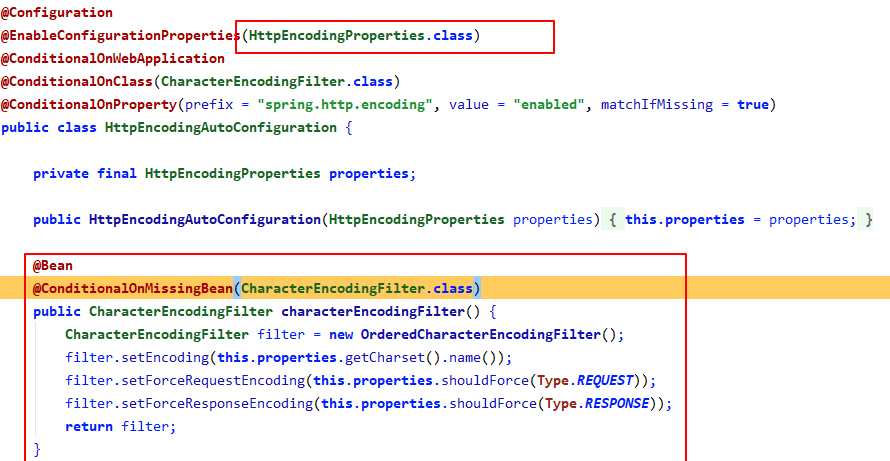 @Configuration
@EnableConfigurationProperties(HttpEncodingProperties.class)
@ConditionalOnWebApplication
@ConditionalOnClass(CharacterEncodingFilter.class)
@ConditionalOnProperty(prefix = "spring.http.encoding", value = "enabled", matchIfMissing = true)
public class HttpEncodingAutoConfiguration {
private final HttpEncodingProperties properties;
public HttpEncodingAutoConfiguration(HttpEncodingProperties properties) { this.properties = properties; }
@Bean
@ConditionalOnMissingBean(CharacterEncodingFilter.class)
public CharacterEncodingFilter characterEncodingFilter() {
CharacterEncodingFilter filter = new OrderedCharacterEncodingFilter();
filter.setEncoding(this.properties.getCharset().name());
filter.setForceRequestEncoding(this.properties.shouldForce(Type.REQUEST));
filter.setForceResponseEncoding(this.properties.shouldForce(Type.RESPONSE));
return filter;
}